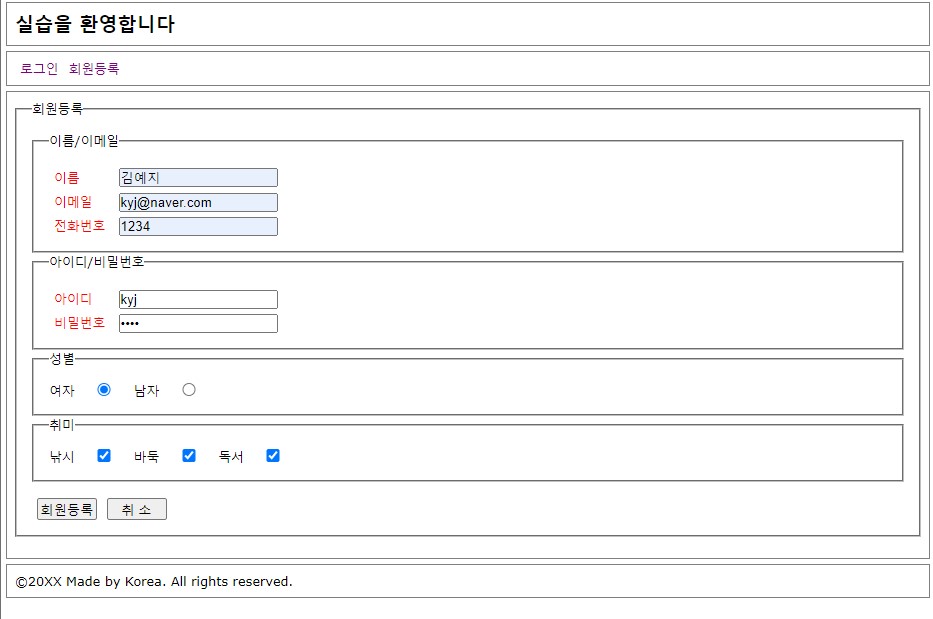 실습을 환영합니다
로그인 회원등록
회원등록
이름/이메일
이름 김예지
이메일 kyj@naver.com
전화번호 1234
아이디/비밀번호
아이디 kyj
비밀번호 ••••
성별
여자 남자
취미
낚시 바둑 독서
회원등록 취 소
©20XX Made by Korea. All rights reserved.